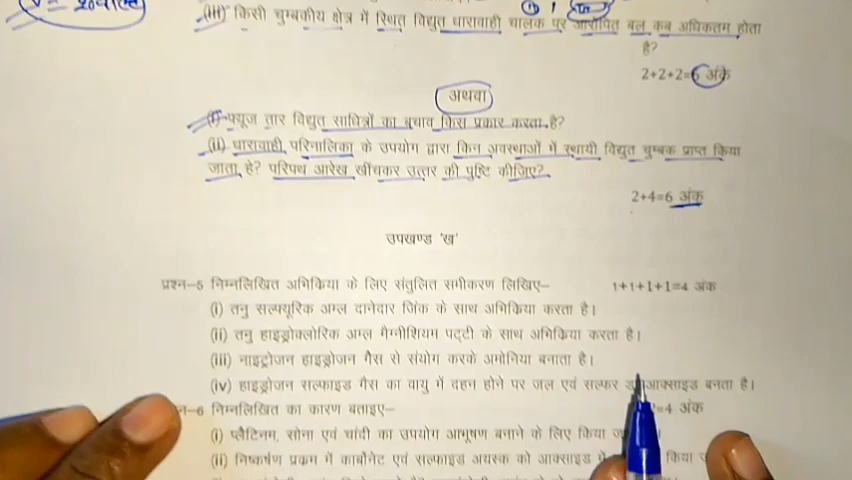 (iii) किसी चुम्बकीय क्षेत्र में स्थित विद्युत धारावाही चालक पर आरोपित बल कब अधिकतम होता
है?
2+2+2=6 अंक
अथवा
(i) फ्यूज तार विद्युत साधित्रों का बचाव किस प्रकार करता है?
(ii) धारावाही परिनालिका के उपयोग द्वारा किन अवस्थाओं में स्थायी विद्युत चुम्बक प्राप्त किया
जाता हे? परिपथ आरेख खींचकर उत्तर की पुष्टि कीजिए?
2+4=6 अंक
उपखण्ड 'ख'
प्रश्न-5 निम्नलिखित अभिक्रिया के लिए संतुलित समीकरण लिखिए– 1+1+1+1=4 अंक
(i) तनु सल्फ्यूरिक अम्ल दानेदार जिंक के साथ अभिक्रिया करता है।
(ii) तनु हाइड्रोक्लोरिक अम्ल मैग्नीशियम पट्टी के साथ अभिक्रिया करता है।
(iii) नाइट्रोजन हाइड्रोजन गैस से संयोग करके अमोनिया बनाता है।
(iv) हाइड्रोजन सल्फाइड गैस का वायु में दहन होने पर जल एवं सल्फर आक्साइड बनता है।
न-6 निम्नलिखित का कारण बताइए– =4 अंक
(i) प्लैटिनम, सोना एवं चांदी का उपयोग आभूषण बनाने के लिए किया
(ii) निष्कर्षण प्रक्रम में कार्बोनेट एवं सल्फाइड अयस्क को आक्साइड में किया